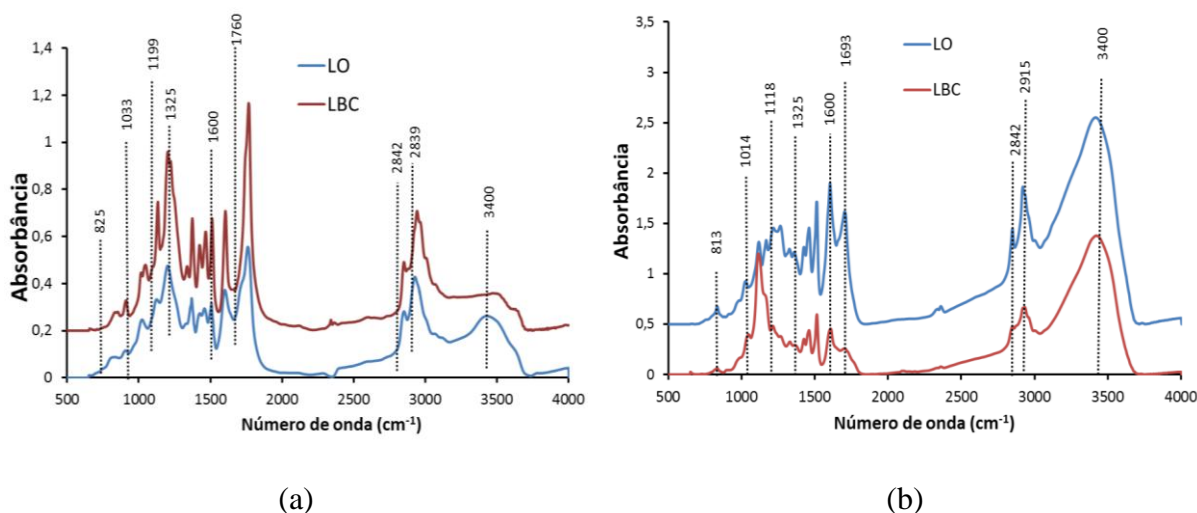 1,4
1,2
1
0,8
0,6
0,4
0,2
0
Absorbância
825
1033
1199
1325
1600
1760
2842
2839
3400
LO
LBC
500 1000 1500 2000 2500 3000 3500 4000
Número de onda (cm-1)
(a)
3,5
3
2,5
2
1,5
1
0,5
0
Absorbância
813
1014
1118
1325
1600
1693
2842
2915
3400
LO
LBC
500 1000 1500 2000 2500 3000 3500 4000
Número de onda (cm-1)
(b)